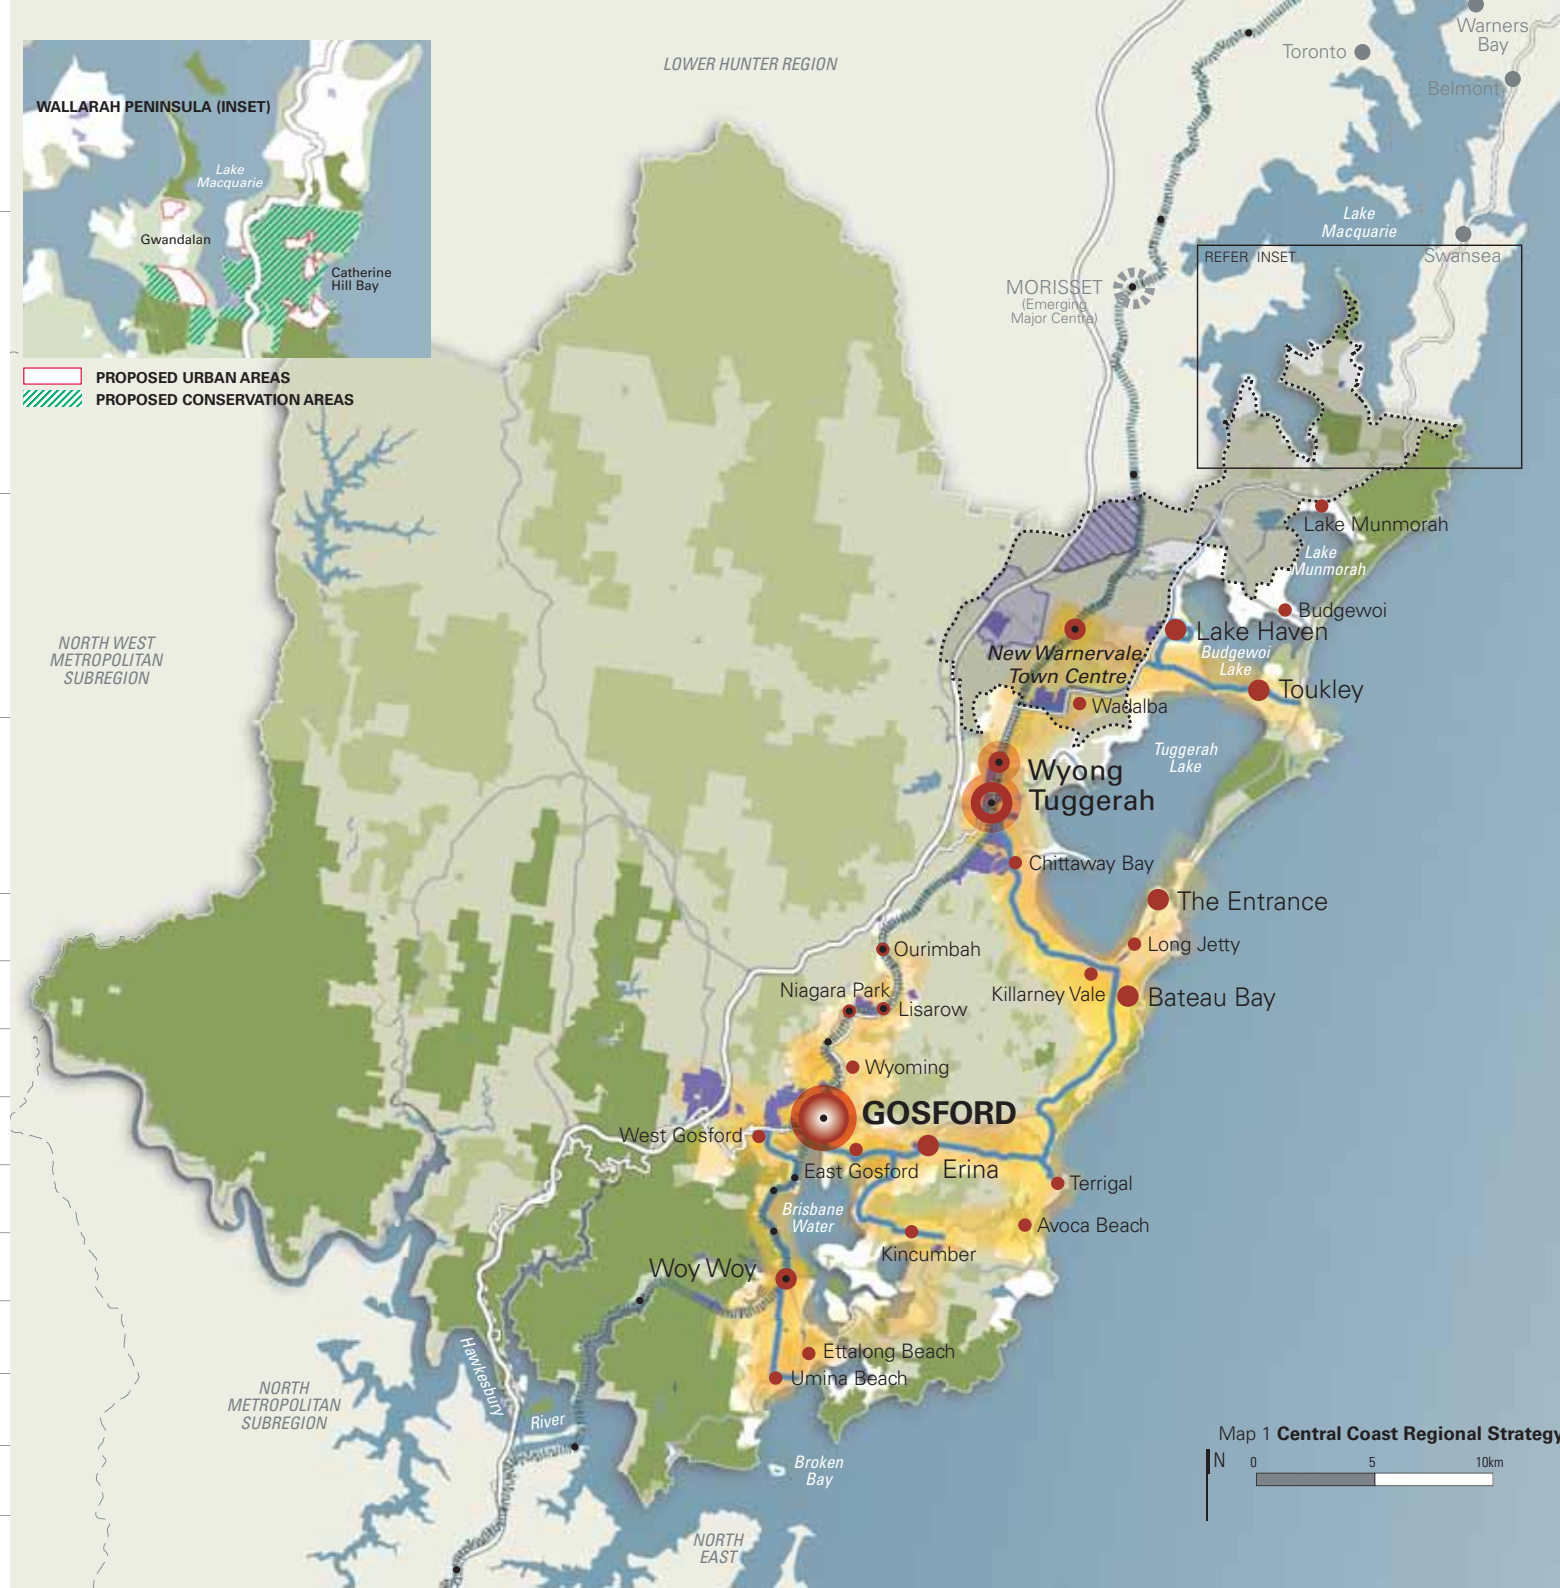 Warners
Bay
Toronto
LOWER HUNTER REGION
Belmont
WALLARAH PENINSULA (INSET)
Lake
Macquarie
Gwandalan
Catherine
Hill Bay
PROPOSED URBAN AREAS
PROPOSED CONSERVATION AREAS
Lake
Macquarie
REFER INSET
Swansea
MORISSET
(Emerging
Major Centre)
Lake Munmorah
Lake
Munmorah
Budgewoi
Lake Haven
Budgewoi
Lake
Toukley
New Warnervale
Town Centre
Wadalba
NORTH WEST
METROPOLITAN
SUBREGION
Tuggerah
Lake
Wyong
Tuggerah
Chittaway Bay
The Entrance
Long Jetty
Ourimbah
Niagara Park
Lisarow
Killarney Vale
Bateau Bay
Wyoming
GOSFORD
West Gosford
East Gosford
Erina
Terrigal
Brisbane
Water
Avoca Beach
Kincumber
Woy Woy
Ettalong Beach
Umina Beach
Hawkesbury
River
NORTH
METROPOLITAN
SUBREGION
Broken
Bay
NORTH
EAST
Map 1 Central Coast Regional Strategy
N
0 5 10km